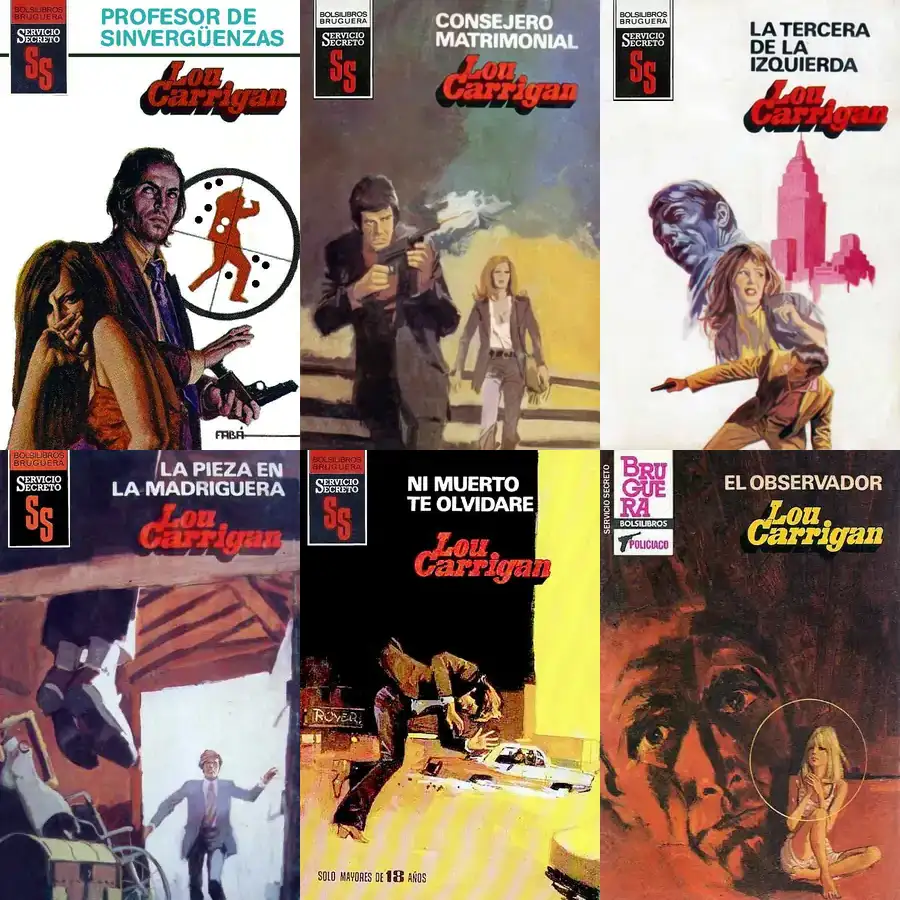 BOLSILIBROS
BRUGUERA
SERVICIO
SECRETO
SS
PROFESOR DE
SINVERGÜENZAS
Lou
Carrigan
FABÁ
BOLSILIBROS
BRUGUERA
SERVICIO
SECRETO
SS
CONSEJERO
MATRIMONIAL
Lou
Carrigan
BOLSILIBROS
BRUGUERA
SERVICIO
SECRETO
SS
LA TERCERA
DE LA
IZQUIERDA
Lou
Carrigan
BOLSILIBROS
BRUGUERA
SERVICIO
SECRETO
SS
LA PIEZA EN
LA MADRIGUERA
Lou
Carrigan
BOLSILIBROS
BRUGUERA
SERVICIO
SECRETO
SS
NI MUERTO
TE OLVIDARE
Lou
Carrigan
SOLO MAYORES DE 18 AÑOS
SERVICIO SECRETO
BRU
GUE
RA
BOLSILIBROS
POLICIACO
EL OBSERVADOR
Lou
Carrigan